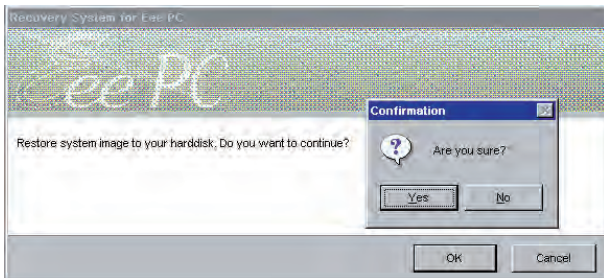 Recovery System for Eee PC
Eee PC
Restore system image to your harddisk, Do you want to continue?
Confirmation
Are you sure?
Yes
No
OK
Cancel